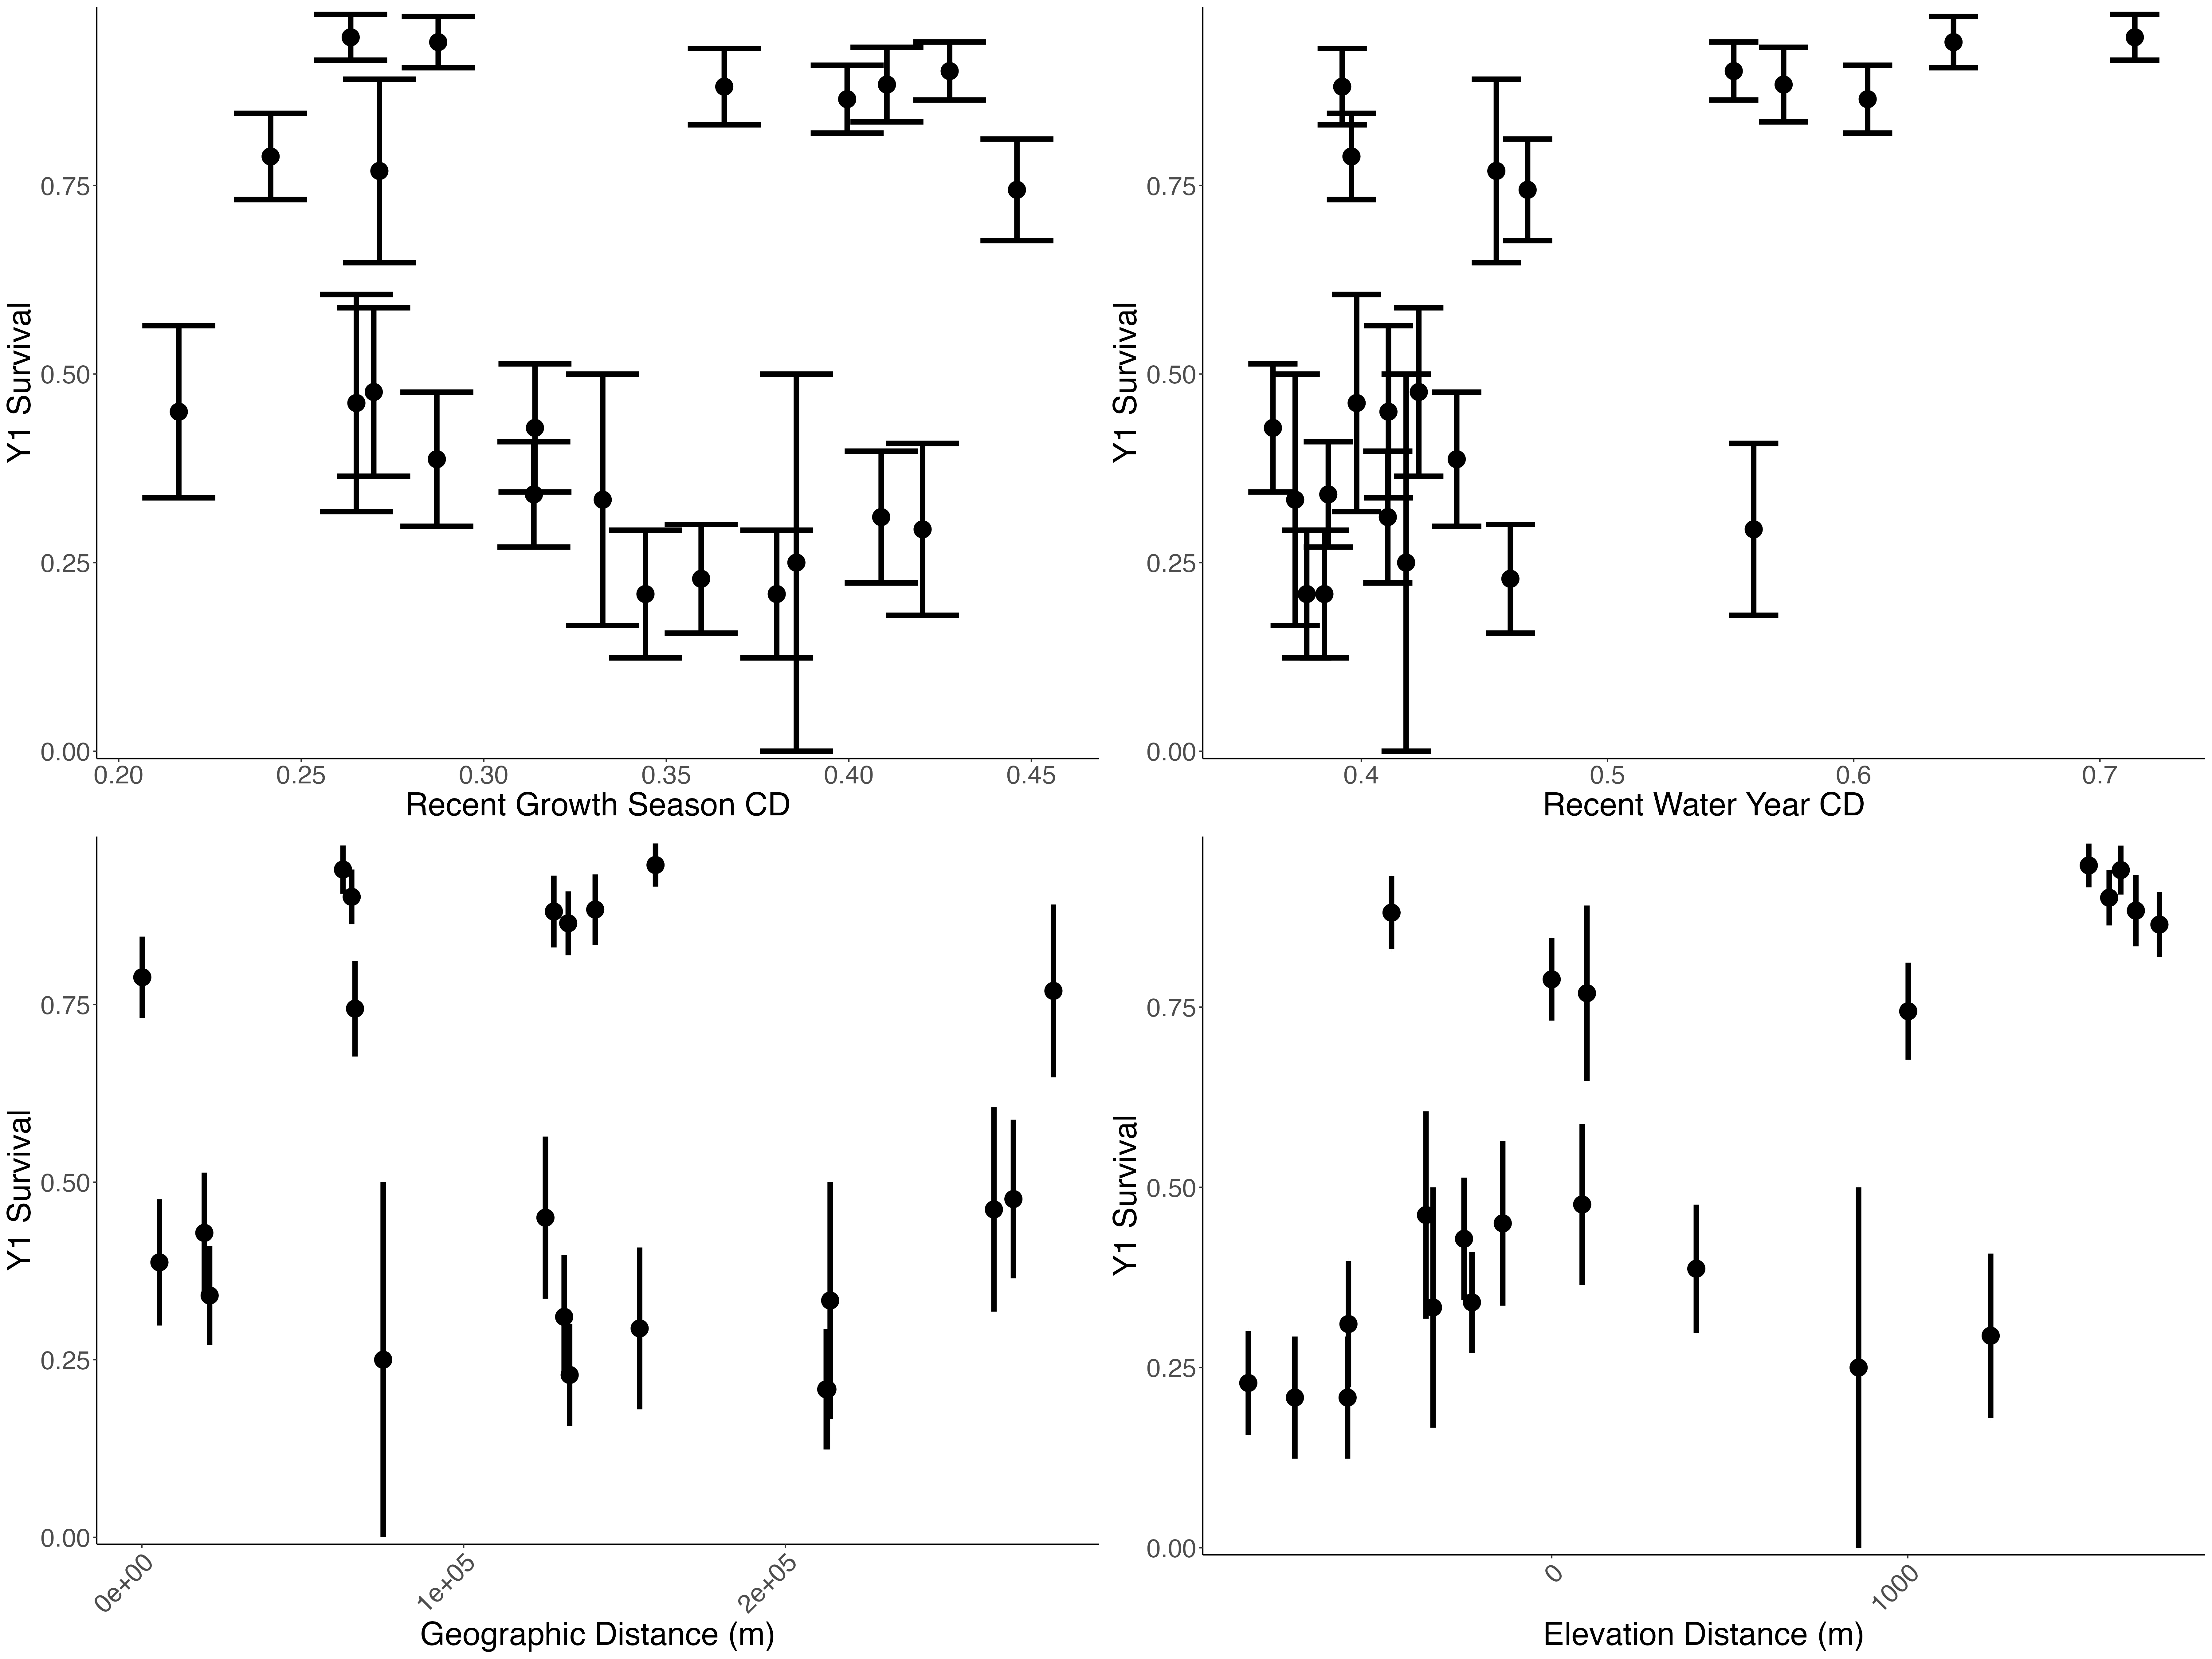 Y1 Survival
0.75
0.50
0.25
0.00
0.20 0.25 0.30 0.35 0.40 0.45
Recent Growth Season CD
Y1 Survival
0.75
0.50
0.25
0.00
0.4 0.5 0.6 0.7
Recent Water Year CD
Y1 Survival
0.75
0.50
0.25
0.00
0e+00 1e+05 2e+05
Geographic Distance (m)
Y1 Survival
0.75
0.50
0.25
0.00
0 1000
Elevation Distance (m)